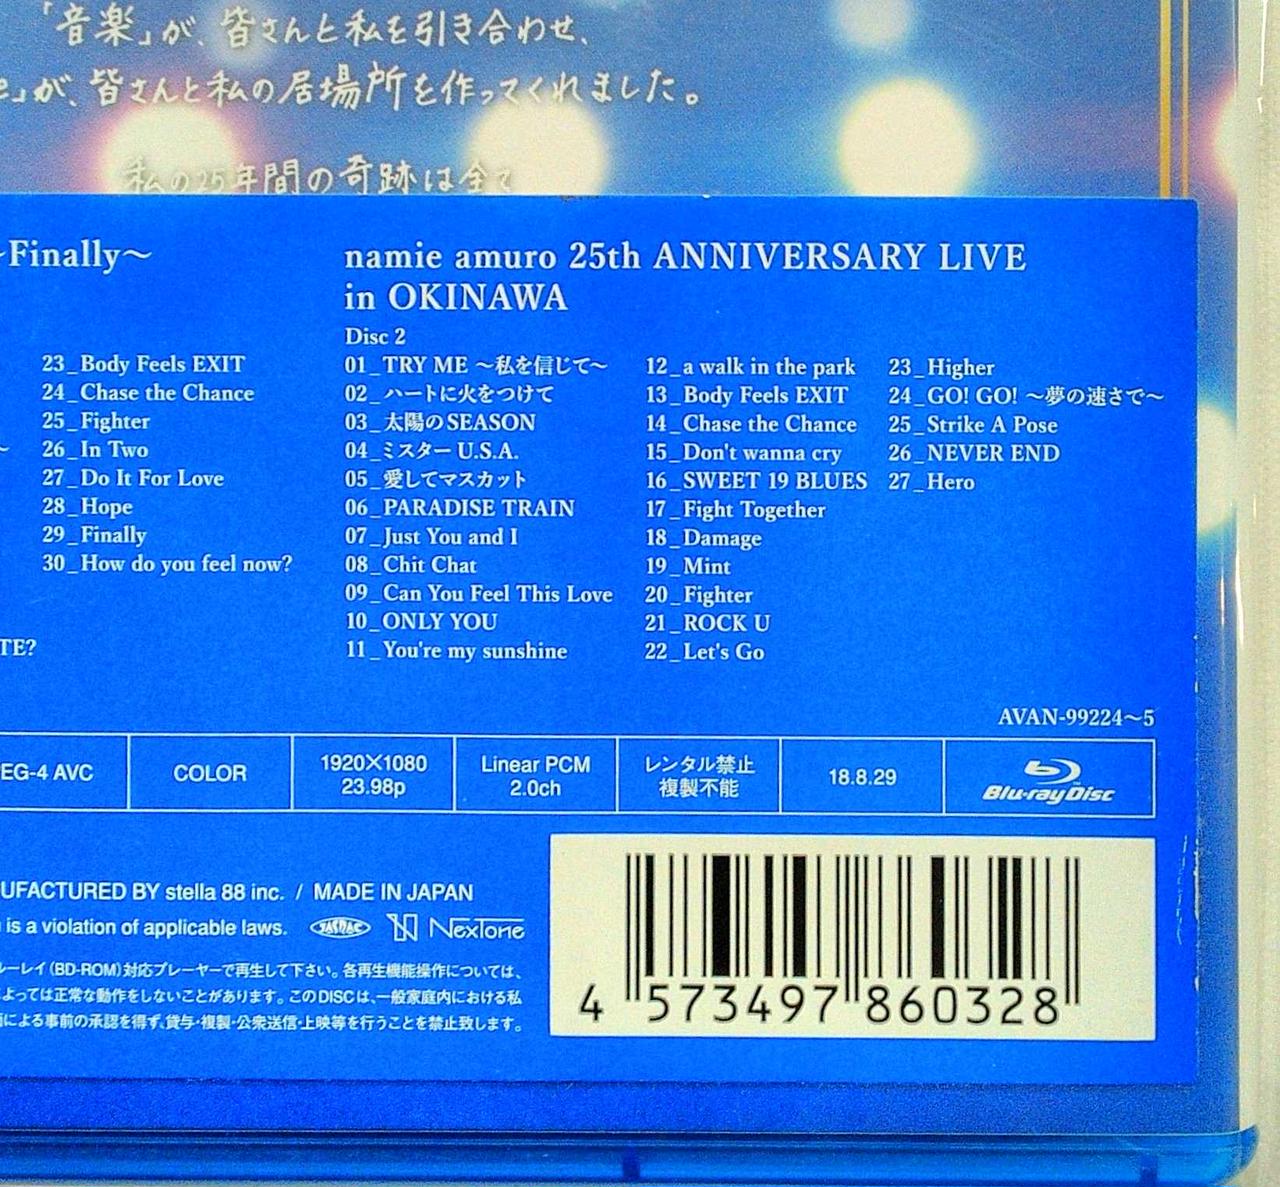 「音楽」が、皆さんと私を引き合わせ、
e」が、皆さんと私の居場所を作ってくれました。
私の25年間の奇跡は全て
~Finally~
23_Body Feels EXIT
24_Chase the Chance
25_Fighter
~
26_In Two
27_Do It For Love
28_Hope
29_Finally
30_How do you feel now?
TE?
namie amuro 25th ANNIVERSARY LIVE
in OKINAWA
Disc 2
01_TRY ME ~私を信じて~
02_ハートに火をつけて
03_太陽のSEASON
04_ミスターU.S.A.
05_愛してマスカット
06_PARADISE TRAIN
07_Just You and I
08_Chit Chat
09_Can You Feel This Love
10_ONLY YOU
11_You're my sunshine
12_a walk in the park
13_Body Feels EXIT
14_Chase the Chance
15_Don't wanna cry
16_SWEET 19 BLUES
17_Fight Together
18_Damage
19_Mint
20_Fighter
21_ROCK U
22_Let's Go
23_Higher
24_GO! GO! ~夢の速さで~
25_Strike A Pose
26_NEVER END
27_Hero
AVAN-99224~5
EG-4 AVC
COLOR
1920×1080
23.98p
Linear PCM
2.0ch
レンタル禁止
複製不能
18.8.29
Blu-ray Disc
UFACTURED BY stella 88 inc. / MADE IN JAPAN
is a violation of applicable laws. JASRAC NexTone
ルーレイ(BD-ROM)対応プレーヤーで再生して下さい。各再生機能操作については、
よっては正常な動作をしないことがあります。このDISCは、一般家庭内における私
による事前の承認を得ず、貸与・複製・公衆送信・上映等を行うことを禁止致します。
4 573497 860328